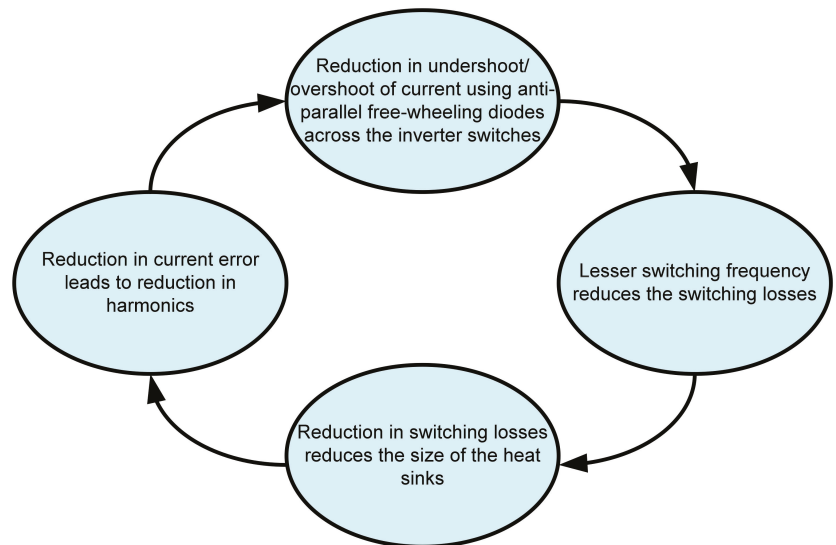 Reduction in undershoot/
overshoot of current using anti-
parallel free-wheeling diodes
across the inverter switches
Lesser switching frequency
reduces the switching losses
Reduction in switching losses
reduces the size of the heat
sinks
Reduction in current error
leads to reduction in
harmonics